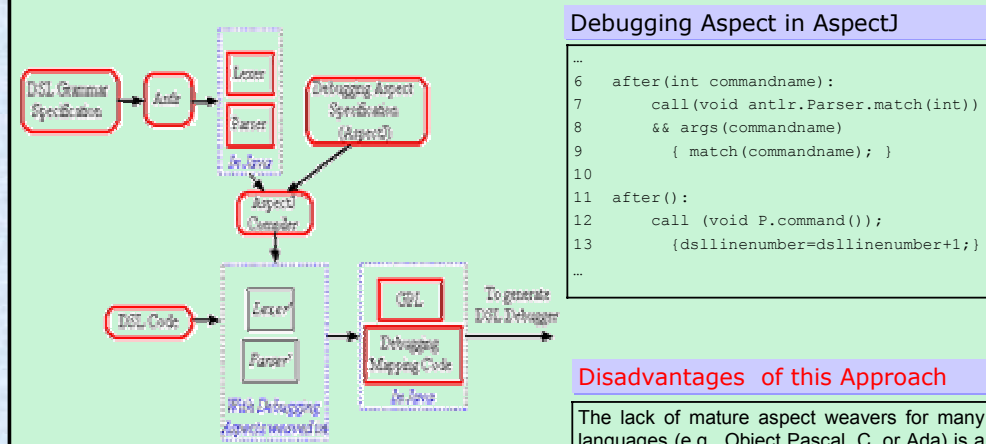 DSL Grammar
Specification
Antlr
Lexer
Parser
In Java
Debugging Aspect
Specification
(AspectJ)
AspectJ
Compiler
DSL Code
Lexer'
Parser'
With Debugging
Aspects weaved in
GPL
Debugging
Mapping Code
In Java
To generate
DSL Debugger
Debugging Aspect in AspectJ
…
6 after(int commandname):
7 call(void antlr.Parser.match(int))
8 && args(commandname)
9 { match(commandname); }
10
11 after():
12 call (void P.command());
13 {dsllinenumber=dsllinenumber+1;}
…
Disadvantages of this Approach
The lack of mature aspect weavers for many
languages (e.g., Object Pascal, C, or Ada) is a